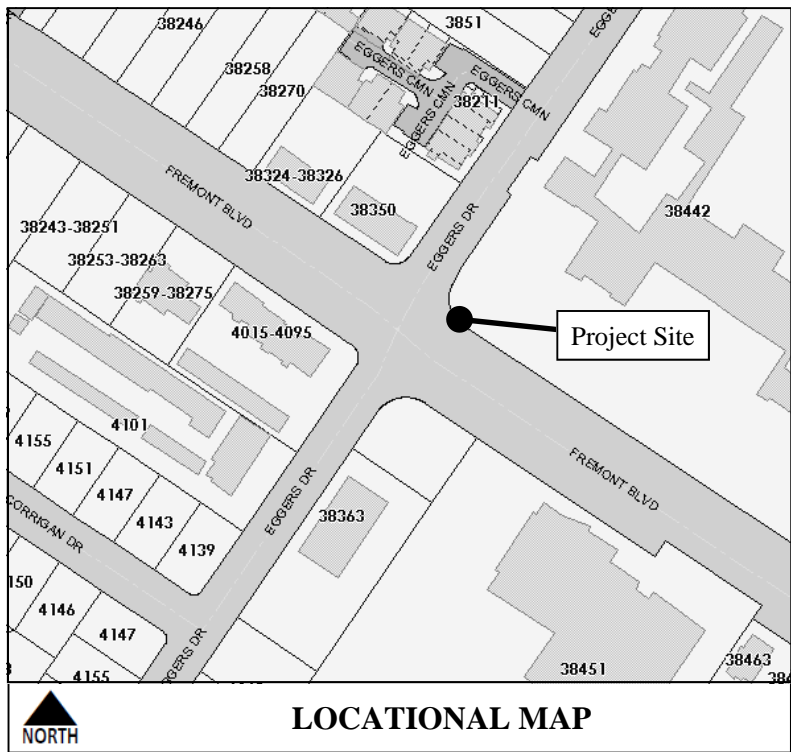 38246
3851
EGGERS
38258
EGGERS CMN
EGGERS CMN
38270
38211
EGGERS CMN
38324-38326
FREMONT BLVD
38350
EGGERS DR
38442
38243-38251
38253-38263
38259-38275
4015-4095
Project Site
4101
4155
4151
4147
4143
4139
CORRIGAN DR
EGGERS DR
38363
FREMONT BLVD
150
4146
4147
4155
EGGERS DR
38451
38463
NORTH
LOCATIONAL MAP